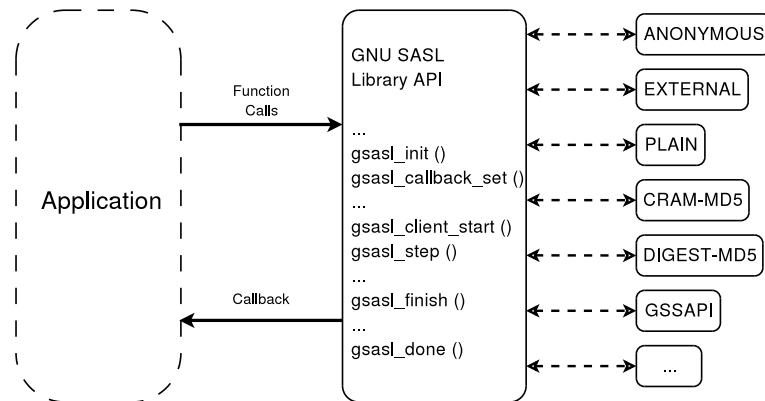 Application
Function
Calls
Callback
GNU SASL
Library API
...
gsasl_init ()
gsasl_callback_set ()
...
gsasl_client_start ()
gsasl_step ()
...
gsasl_finish ()
...
gsasl_done ()
ANONYMOUS
EXTERNAL
PLAIN
CRAM-MD5
DIGEST-MD5
GSSAPI
...